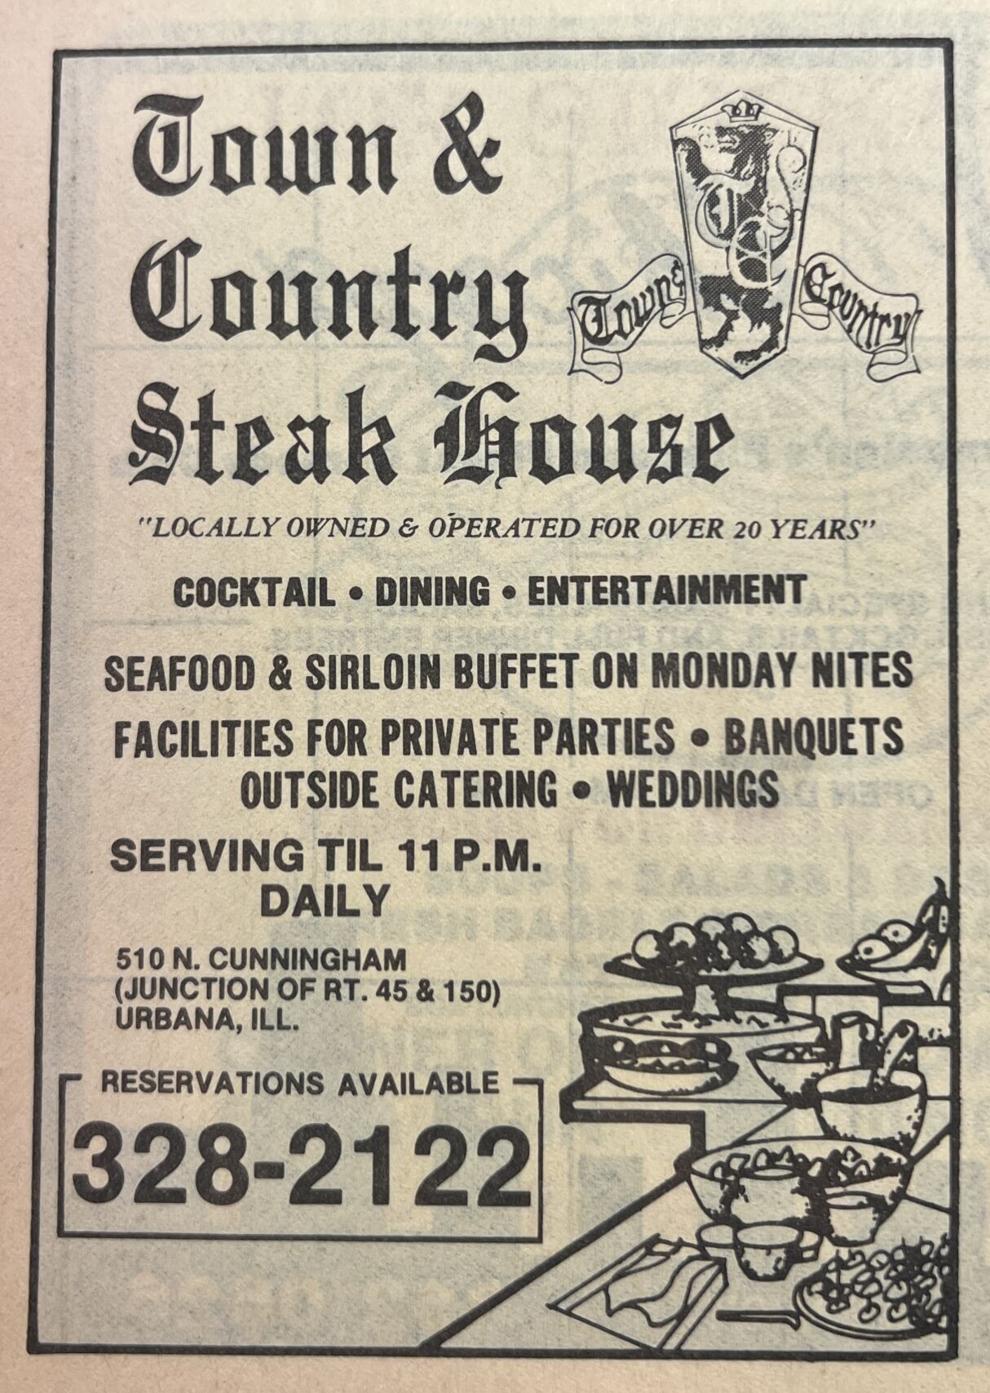 Town &
Country
Steak House
Town &
TC
Country
"LOCALLY OWNED & OPERATED FOR OVER 20 YEARS"
COCKTAIL • DINING • ENTERTAINMENT
SEAFOOD & SIRLOIN BUFFET ON MONDAY NITES
FACILITIES FOR PRIVATE PARTIES • BANQUETS
OUTSIDE CATERING • WEDDINGS
SERVING TIL 11 P.M.
DAILY
510 N. CUNNINGHAM
(JUNCTION OF RT. 45 & 150)
URBANA, ILL.
RESERVATIONS AVAILABLE
328-2122